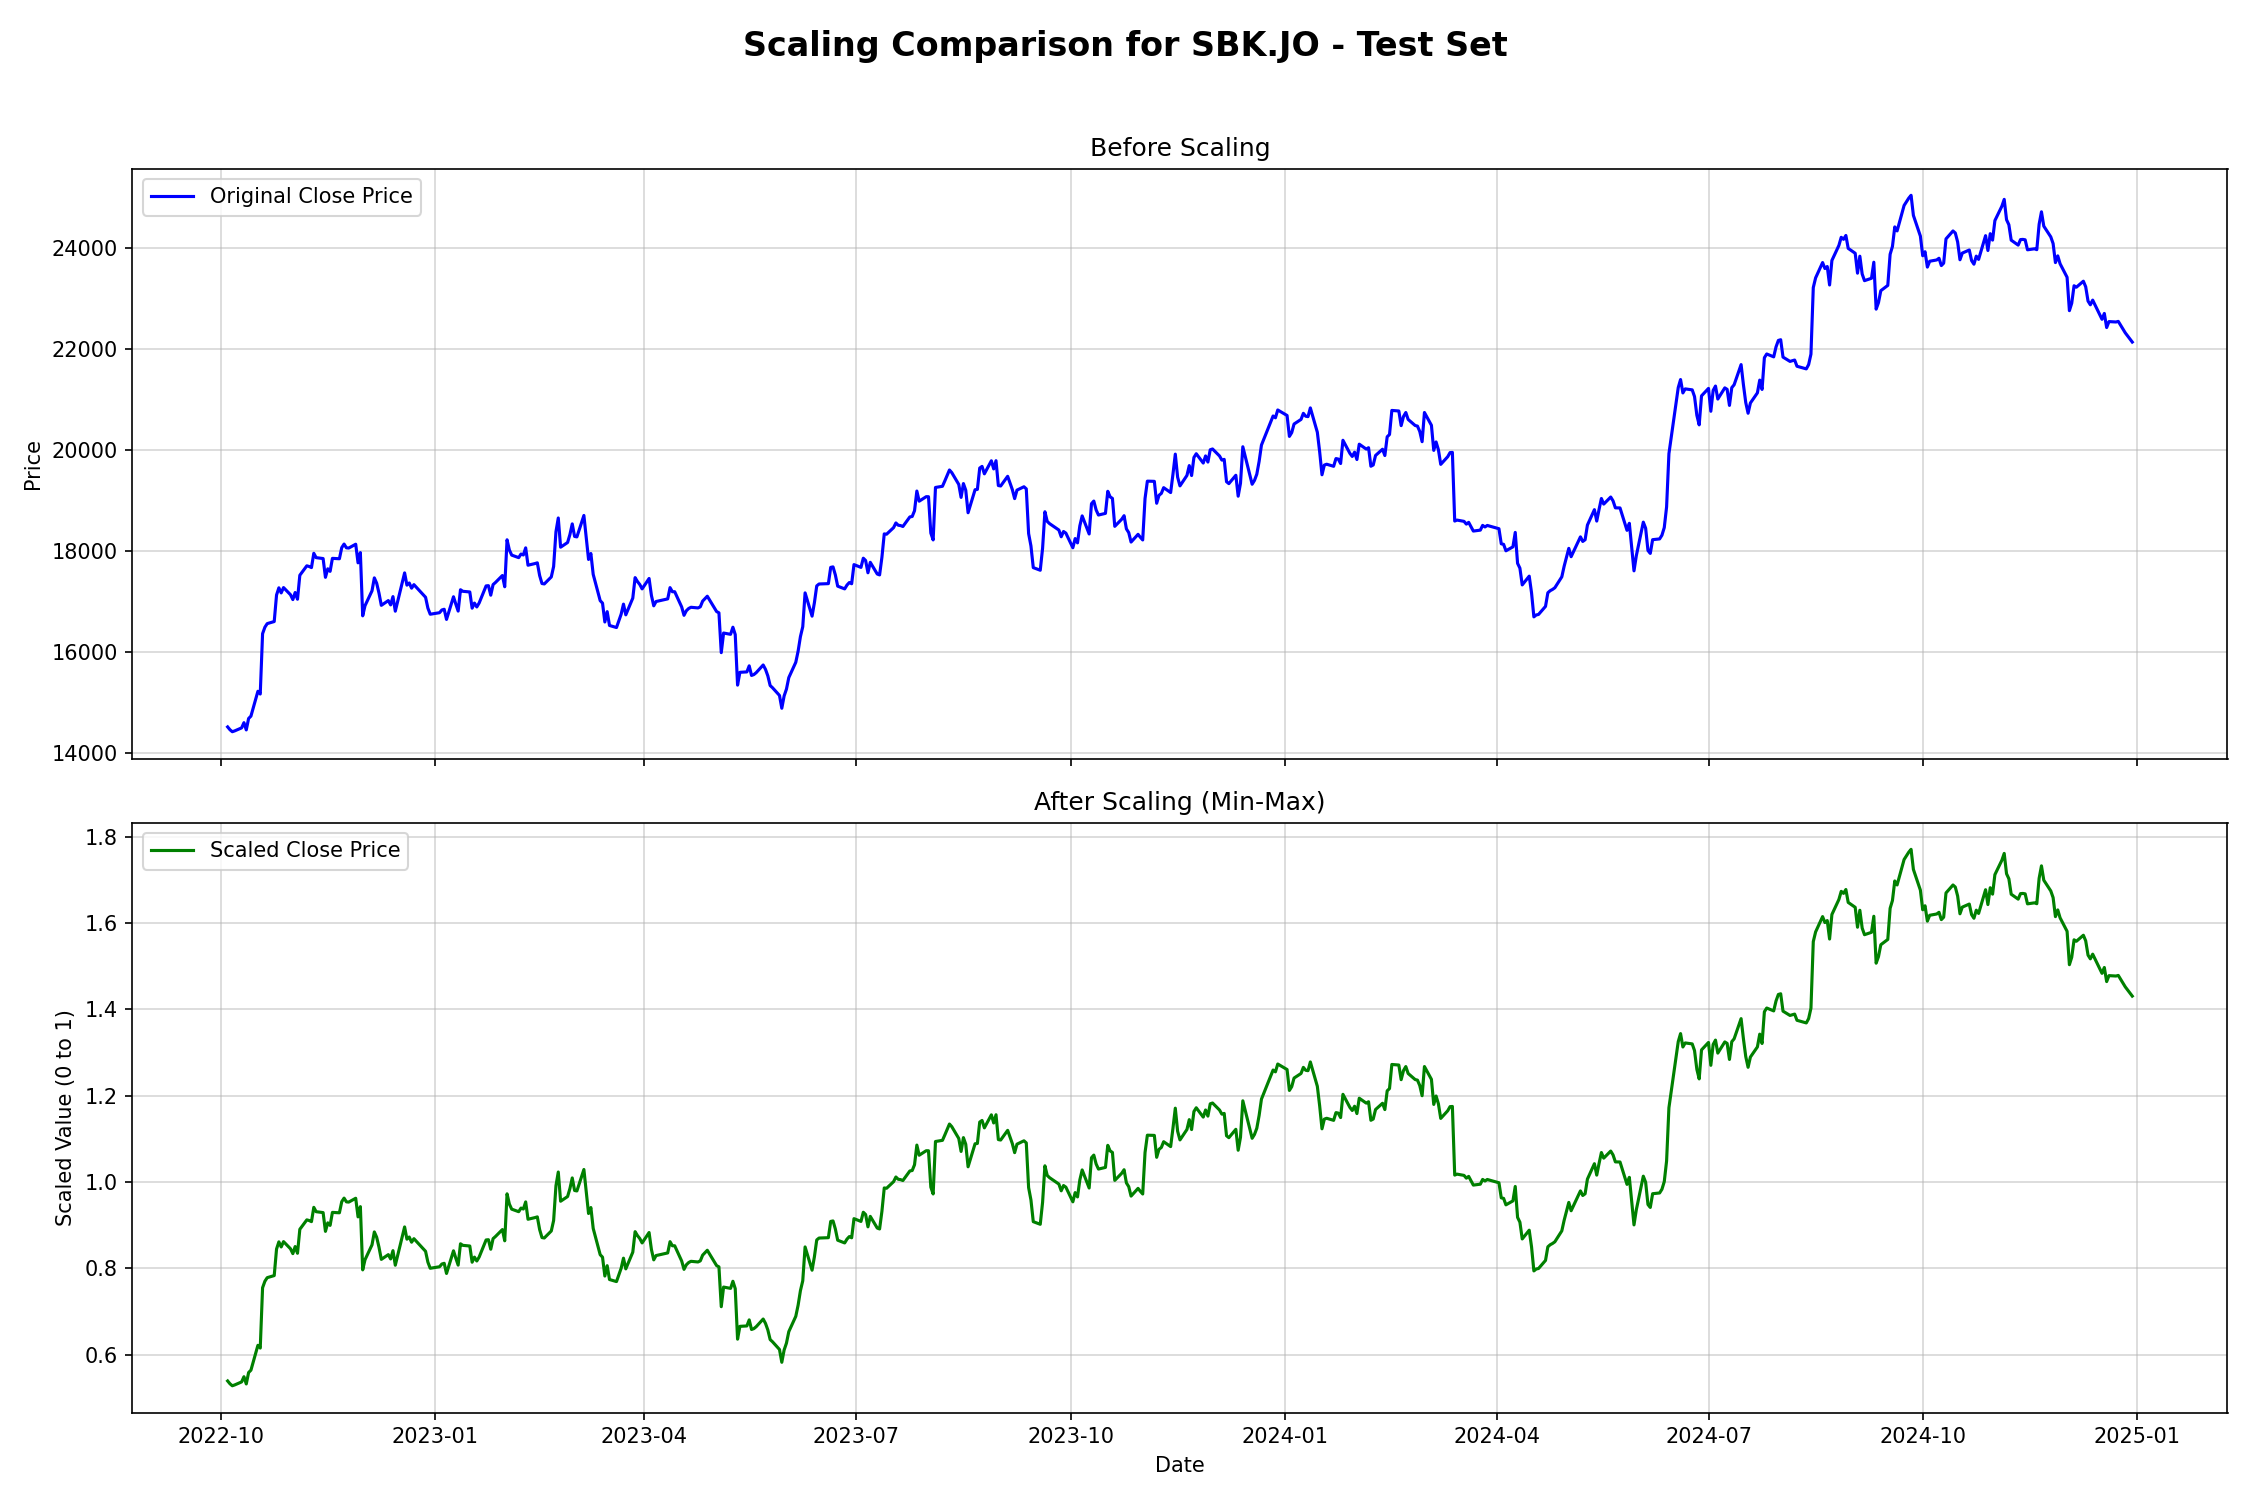 Scaling Comparison for SBK.JO - Test Set
Before Scaling
Original Close Price
Price
24000
22000
20000
18000
16000
14000
After Scaling (Min-Max)
Scaled Close Price
Scaled Value (0 to 1)
1.8
1.6
1.4
1.2
1.0
0.8
0.6
2022-10 2023-01 2023-04 2023-07 2023-10 2024-01 2024-04 2024-07 2024-10 2025-01
Date